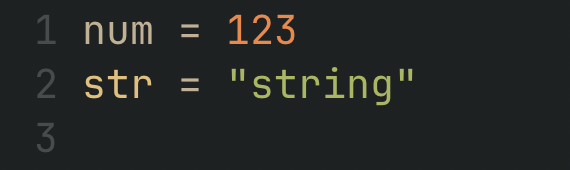 1 num = 123
2 str = "string"
3